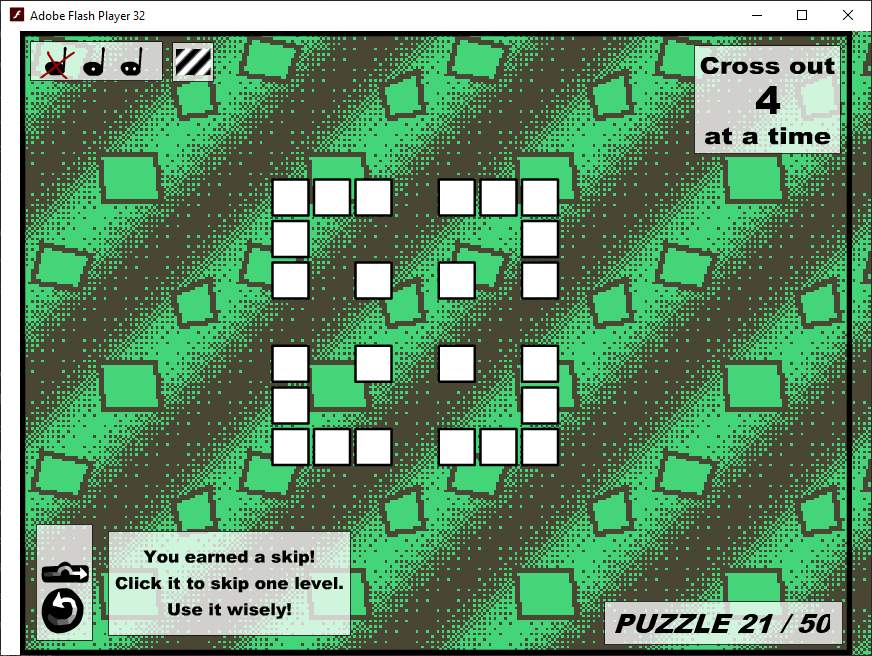 Adobe Flash Player 32
Cross out
4
at a time
You earned a skip!
Click it to skip one level.
Use it wisely!
PUZZLE 21 / 50